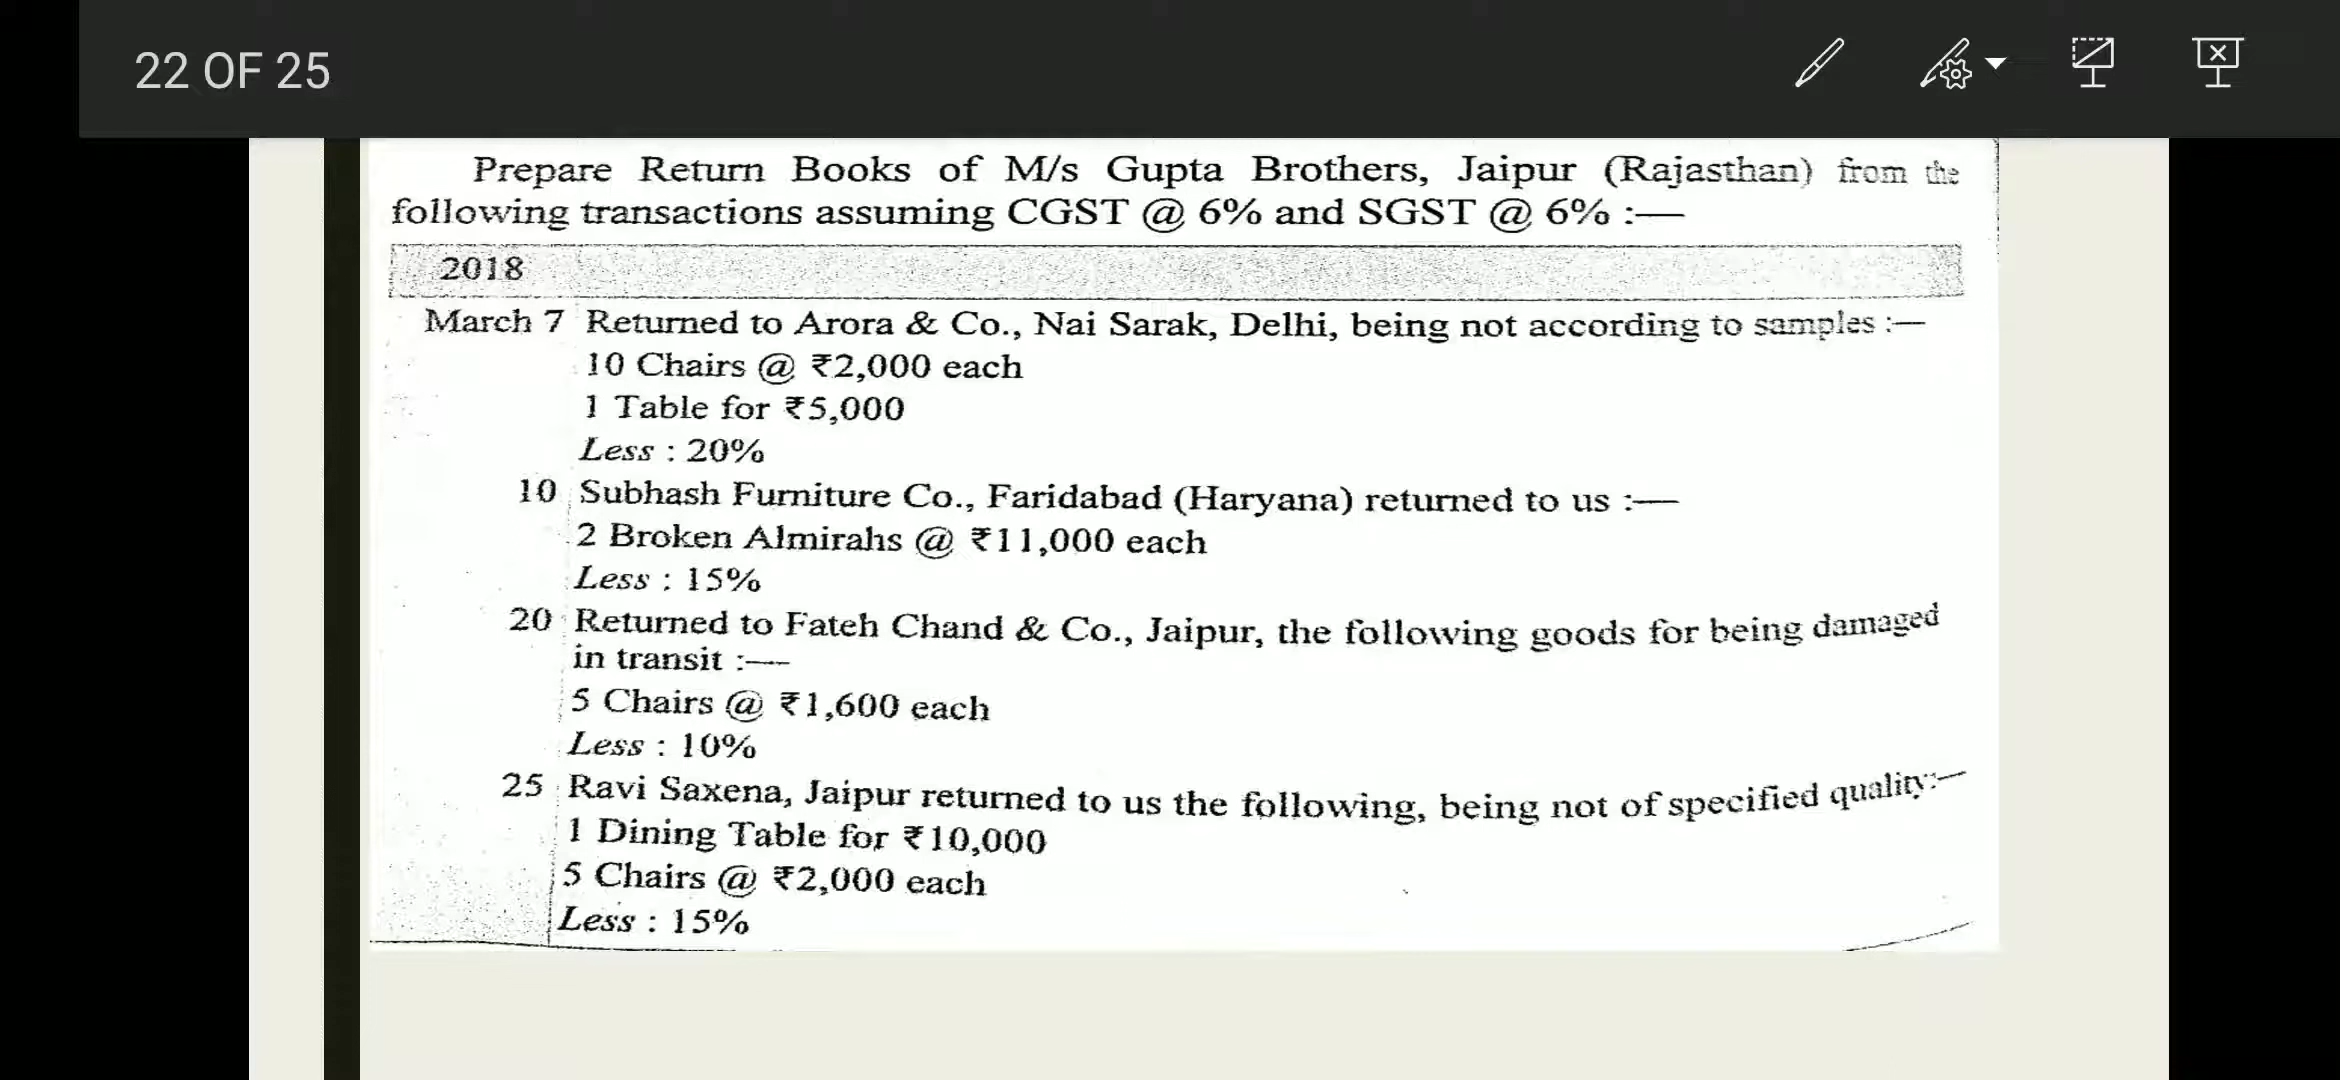 22 OF 25
Prepare Return Books of M/s Gupta Brothers, Jaipur (Rajasthan) from the
following transactions assuming CGST @ 6% and SGST @ 6% :—
2018
March 7 Returned to Arora & Co., Nai Sarak, Delhi, being not according to samples :—
10 Chairs @ ₹2,000 each
1 Table for ₹5,000
Less : 20%
10 Subhash Furniture Co., Faridabad (Haryana) returned to us :—
2 Broken Almirahs @ ₹11,000 each
Less : 15%
20 Returned to Fateh Chand & Co., Jaipur, the following goods for being damaged
in transit :—
5 Chairs @ ₹1,600 each
Less : 10%
25 Ravi Saxena, Jaipur returned to us the following, being not of specified quality:—
1 Dining Table for ₹10,000
5 Chairs @ ₹2,000 each
Less : 15%